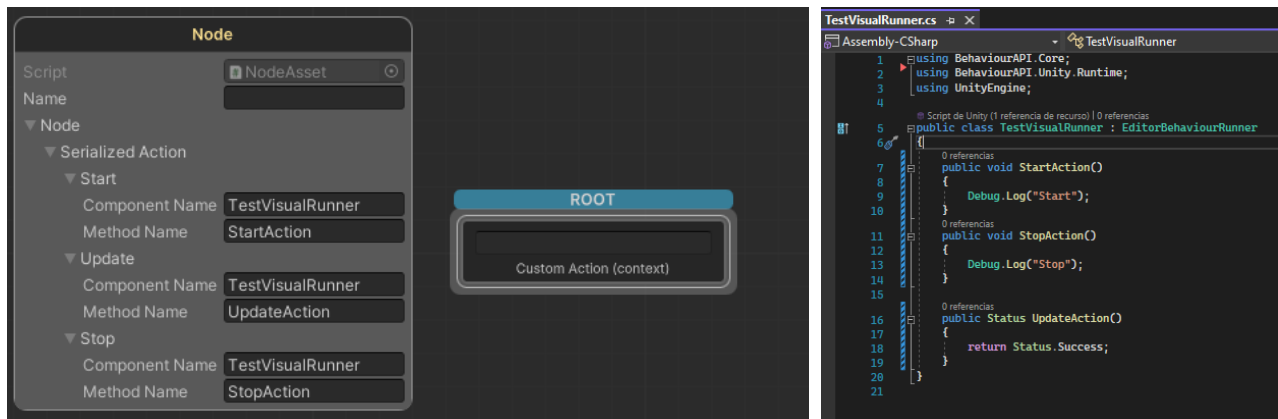 Node
Script NodeAsset
Name
Node
Serialized Action
Start
Component Name TestVisualRunner
Method Name StartAction
Update
Component Name TestVisualRunner
Method Name UpdateAction
Stop
Component Name TestVisualRunner
Method Name StopAction
ROOT
Custom Action (context)
TestVisualRunner.cs
Assembly-CSharp TestVisualRunner
1 using BehaviourAPI.Core;
2 using BehaviourAPI.Unity.Runtime;
3 using UnityEngine;
4
Script de Unity (1 referencia de recurso) | 0 referencias
5 public class TestVisualRunner : EditorBehaviourRunner
6 {
0 referencias
7 public void StartAction()
8 {
9 Debug.Log("Start");
10 }
0 referencias
11 public void StopAction()
12 {
13 Debug.Log("Stop");
14 }
15
0 referencias
16 public Status UpdateAction()
17 {
18 return Status.Success;
19 }
20 }
21